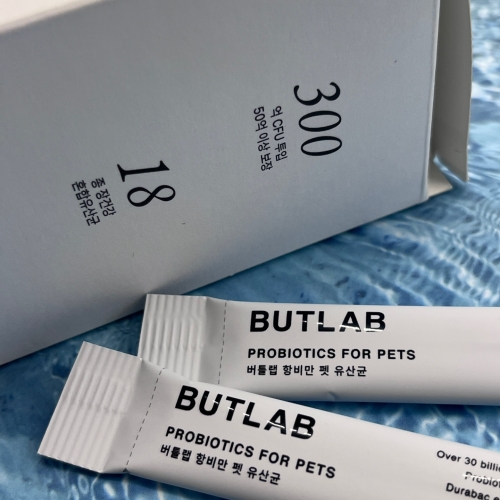 300
억 CFU 투입
50억 이상 보장
18
종 장건강
혼합유산균
BUTLAB
PROBIOTICS FOR PETS
버틀랩 항비만 펫 유산균
BUTLAB
PROBIOTICS FOR PETS
버틀랩 항비만 펫 유산균
Over 30 billi
Probio
Durabac